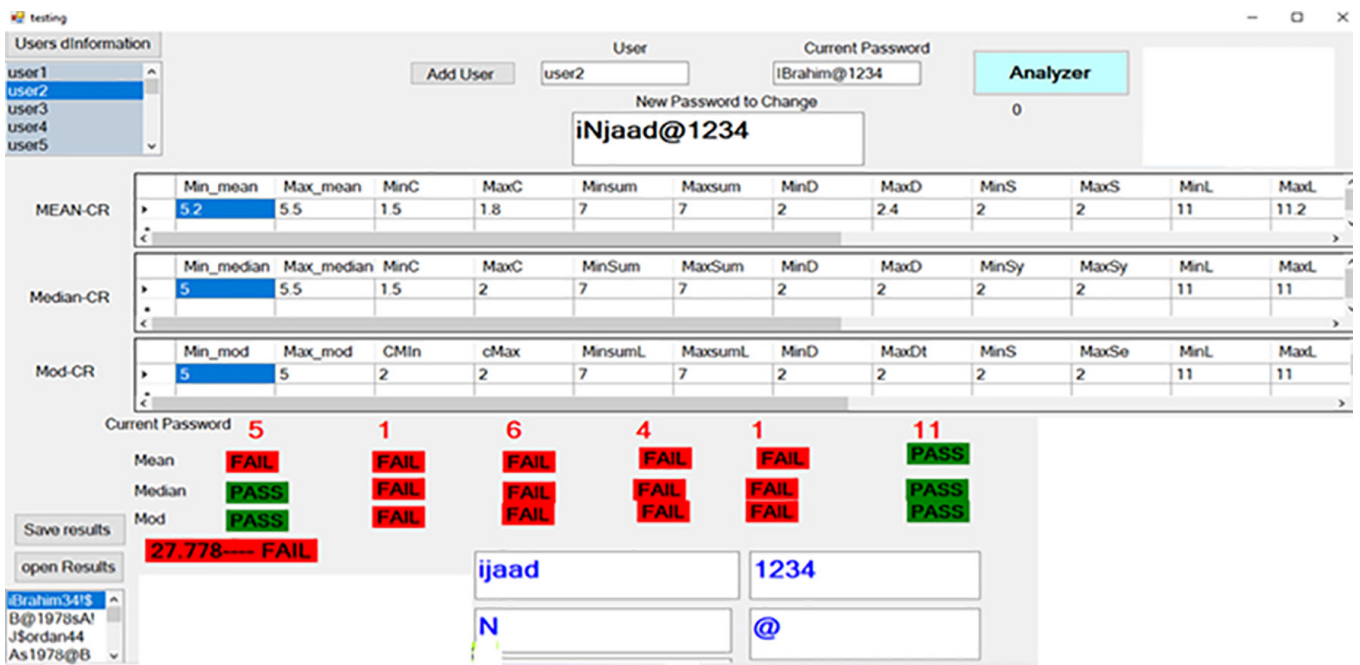 testing
Users dInformation
user1
user2
user3
user4
user5
Add User
User
user2
Current Password
IBrahim@1234
Analyzer
0
New Password to Change
iNjaad@1234
MEAN-CR
Min_mean Max_mean MinC MaxC Minsum Maxsum MinD MaxD MinS MaxS MinL MaxL
5.2 5.5 1.5 1.8 7 7 2 2.4 2 2 11 11.2
Median-CR
Min_median Max_median MinC MaxC MinSum MaxSum MinD MaxD MinSy MaxSy MinL MaxL
5 5.5 1.5 2 7 7 2 2 2 2 11 11
Mod-CR
Min_mod Max_mod CMIn cMax MinsumL MaxsumL MinD MaxDt MinS MaxSe MinL MaxL
5 5 2 2 7 7 2 2 2 2 11 11
Current Password 5 1 6 4 1 11
Mean FAIL FAIL FAIL FAIL FAIL PASS
Median PASS FAIL FAIL FAIL FAIL PASS
Mod PASS FAIL FAIL FAIL FAIL PASS
27.778---- FAIL
Save results
open Results
iBrahim34!$
B@1978sA!
J$ordan44
As1978@B
ijaad 1234
N @